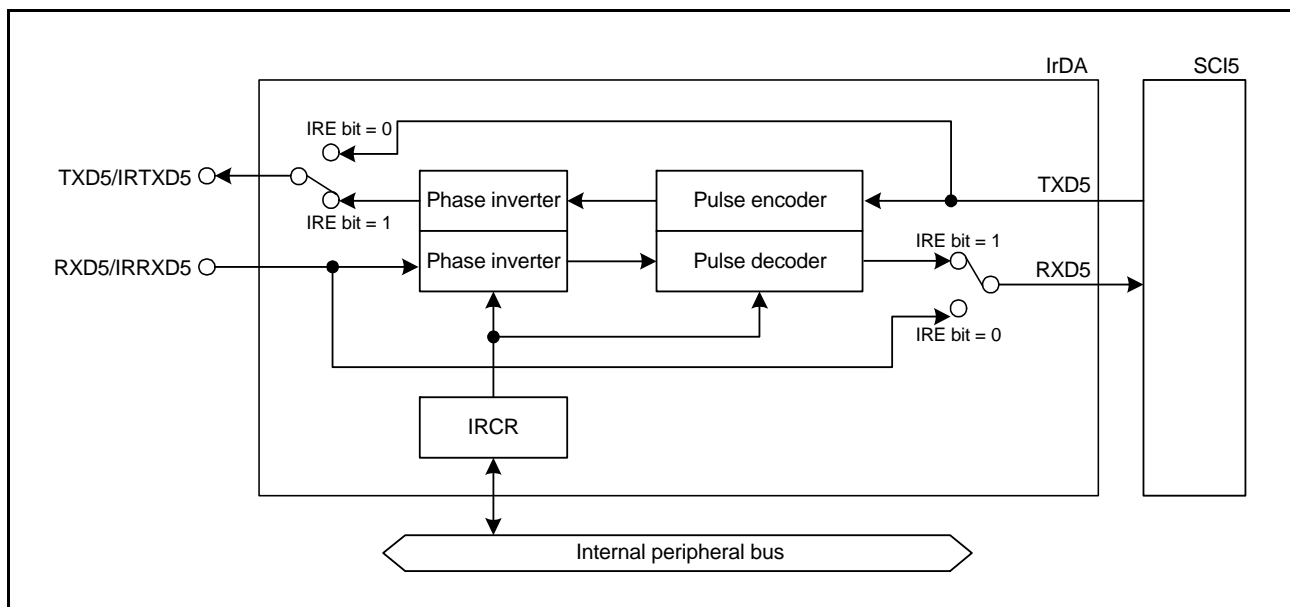 IrDA
SCI5
IRE bit = 0
TXD5/IRTXD5
Phase inverter
Pulse encoder
TXD5
IRE bit = 1
RXD5/IRRXD5
Phase inverter
Pulse decoder
IRE bit = 1
RXD5
IRE bit = 0
IRCR
Internal peripheral bus